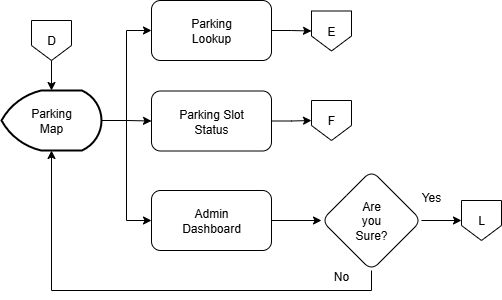 D
Parking
Map
Parking
Lookup
E
Parking Slot
Status
F
Admin
Dashboard
Are
you
Sure?
Yes
L
No